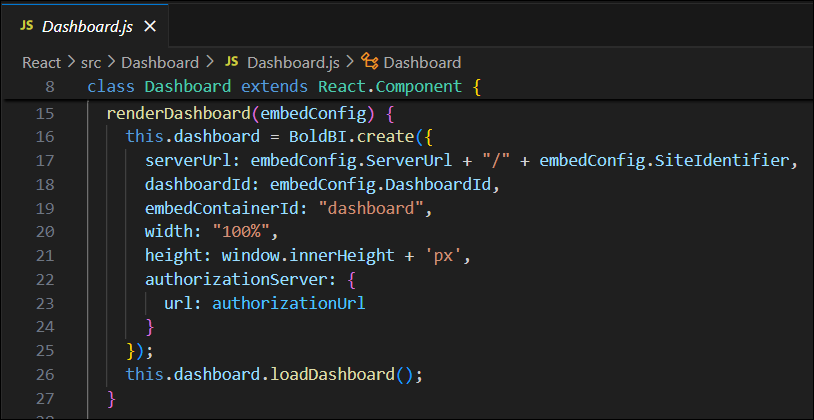 JS Dashboard.js ×
React > src > Dashboard > JS Dashboard.js > Dashboard
8 class Dashboard extends React.Component {
15 renderDashboard(embedConfig) {
16 this.dashboard = BoldBI.create({
17 serverUrl: embedConfig.ServerUrl + "/" + embedConfig.SiteIdentifier,
18 dashboardId: embedConfig.DashboardId,
19 embedContainerId: "dashboard",
20 width: "100%",
21 height: window.innerHeight + 'px',
22 authorizationServer: {
23 url: authorizationUrl
24 }
25 });
26 this.dashboard.loadDashboard();
27 }